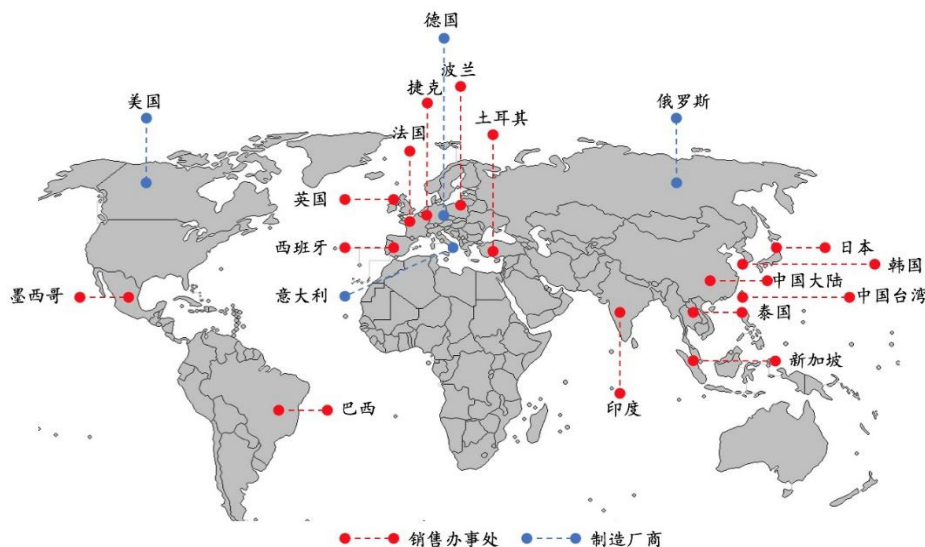 德国
波兰
捷克
美国
俄罗斯
土耳其
法国
英国
西班牙
日本
韩国
中国大陆
意大利
墨西哥
中国台湾
泰国
新加坡
巴西
印度
销售办事处
制造厂商